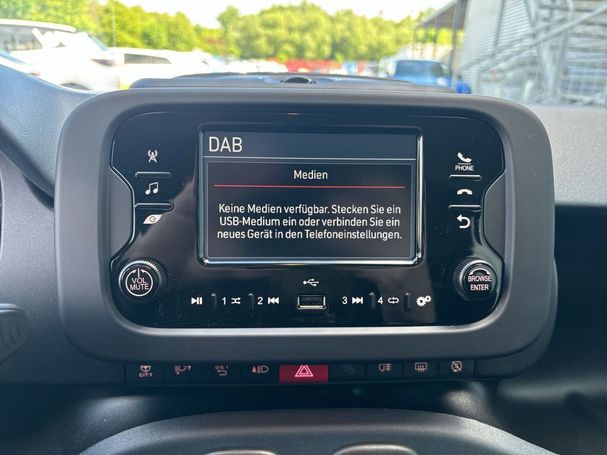 DAB
Medien
Keine Medien verfügbar. Stecken Sie ein
USB-Medium ein oder verbinden Sie ein
neues Gerät in den Telefoneinstellungen.
PHONE
VOL
MUTE
BROWSE
ENTER
1 2 3 4
CITY
SET